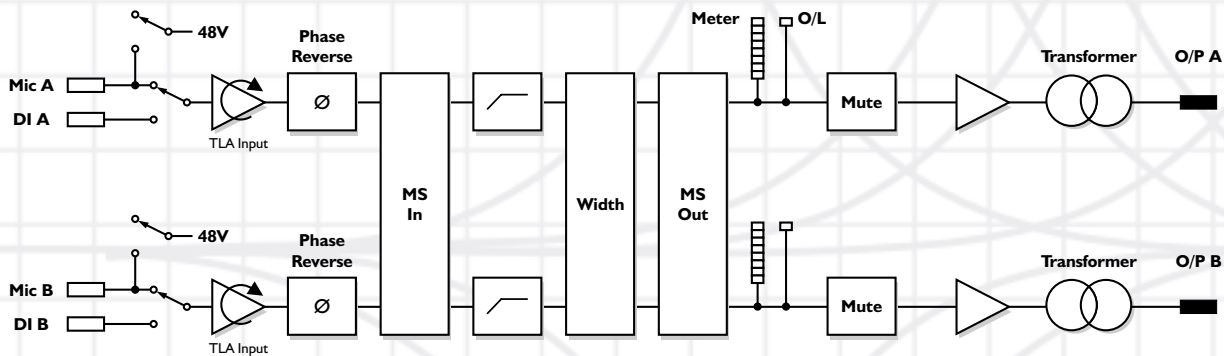 Meter
O/L
48V
Phase
Reverse
Transformer
O/P A
Mic A
DI A
Ø
Mute
TLA Input
MS
In
Width
MS
Out
48V
Phase
Reverse
Transformer
O/P B
Mic B
DI B
Ø
Mute
TLA Input